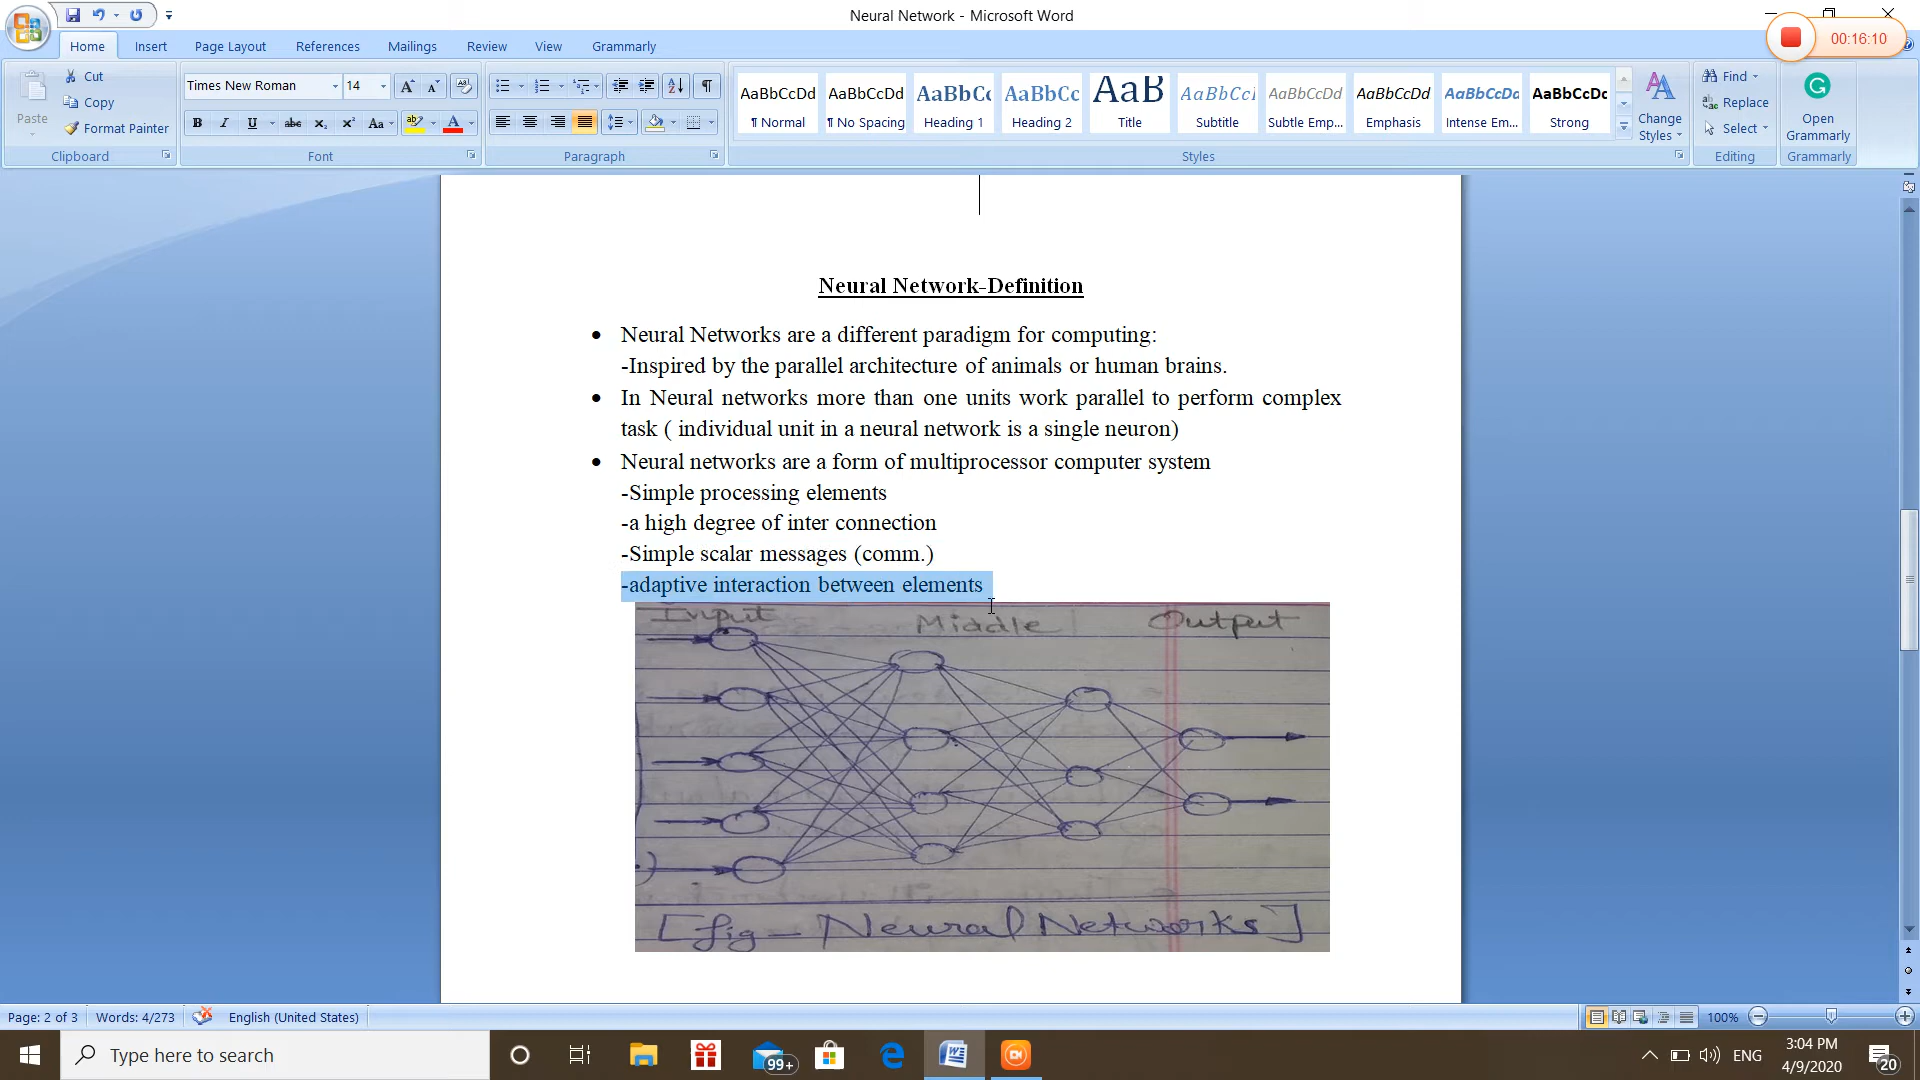 Neural Network - Microsoft Word
00:16:10
Home Insert Page Layout References Mailings Review View Grammarly
Paste
Cut
Copy
Format Painter
Clipboard
Times New Roman 14
B I U abc x₂ x² Aa ab A
Font
Paragraph
AaBbCcDd AaBbCcDd AaBbCc AaBbCc AaB AaBbCcl AaBbCcDd AaBbCcDd AaBbCcDc AaBbCcDc
¶ Normal ¶ No Spacing Heading 1 Heading 2 Title Subtitle Subtle Emp... Emphasis Intense Em... Strong
Styles
Change
Styles
Find
Replace
Select
Editing
Open
Grammarly
Grammarly
Neural Network-Definition
• Neural Networks are a different paradigm for computing:
-Inspired by the parallel architecture of animals or human brains.
• In Neural networks more than one units work parallel to perform complex
task ( individual unit in a neural network is a single neuron)
• Neural networks are a form of multiprocessor computer system
-Simple processing elements
-a high degree of inter connection
-Simple scalar messages (comm.)
-adaptive interaction between elements
Input Middle Output
[fig - Neural Networks]
Page: 2 of 3 Words: 4/273 English (United States) 100%
Type here to search
99+
ENG
3:04 PM
4/9/2020
20